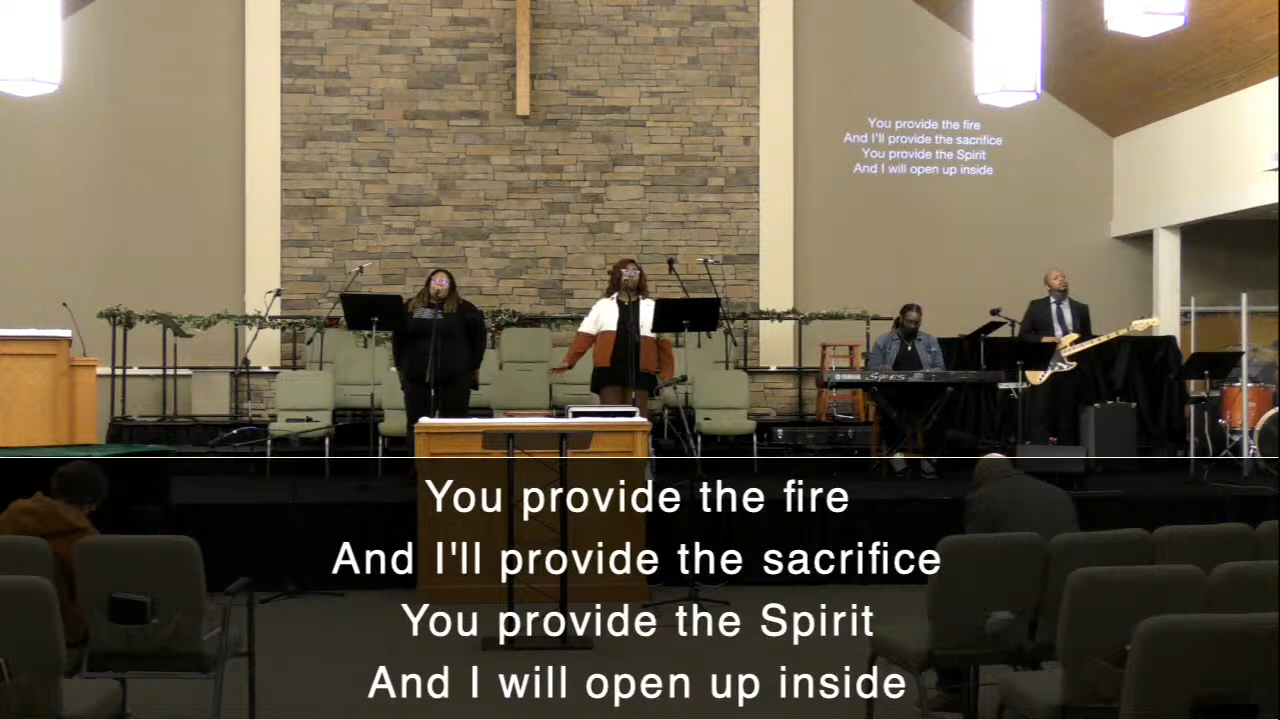 You provide the fire
And I'll provide the sacrifice
You provide the Spirit
And I will open up inside
YAMAHA
You provide the fire
And I'll provide the sacrifice
You provide the Spirit
And I will open up inside